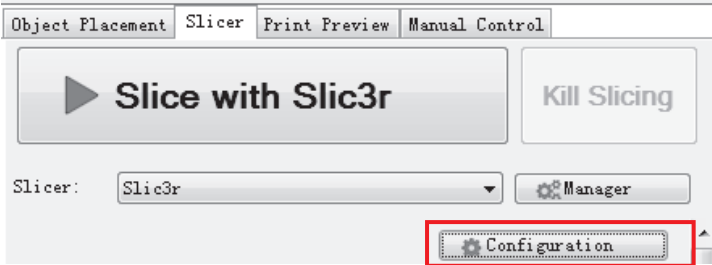 Object Placement Slicer Print Preview Manual Control
Slice with Slic3r Kill Slicing
Slicer: Slic3r Manager
Configuration